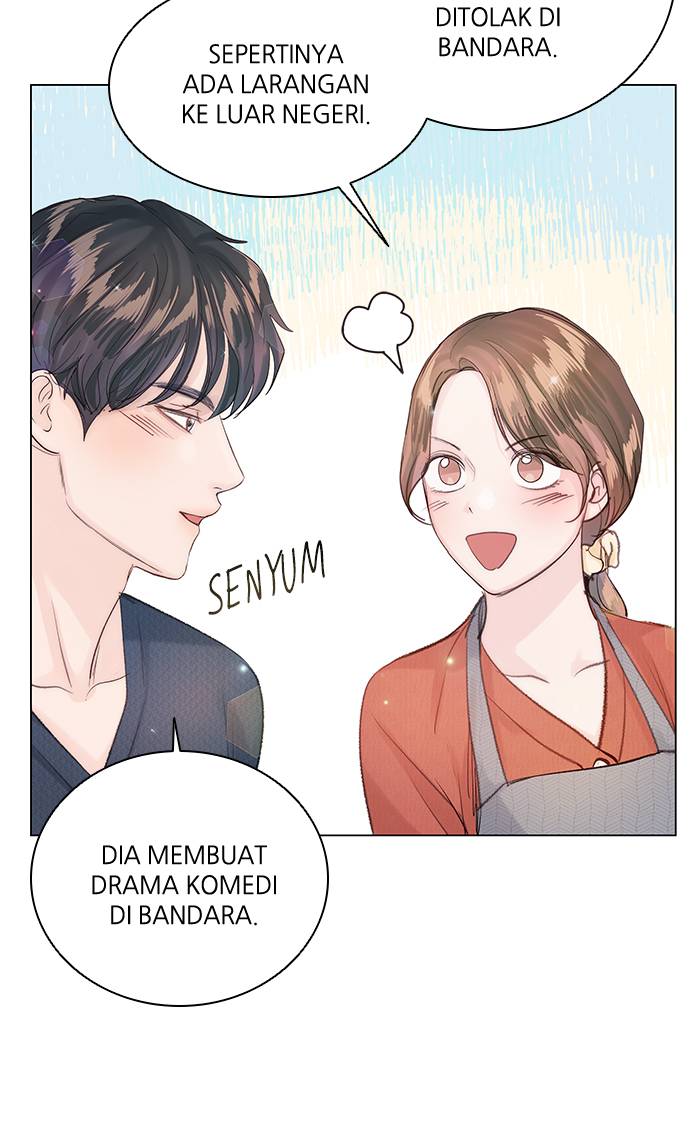 DITOLAK DI
BANDARA.
SEPERTINYA
ADA LARANGAN
KE LUAR NEGERI.
SENYUM
DIA MEMBUAT
DRAMA KOMEDI
DI BANDARA.